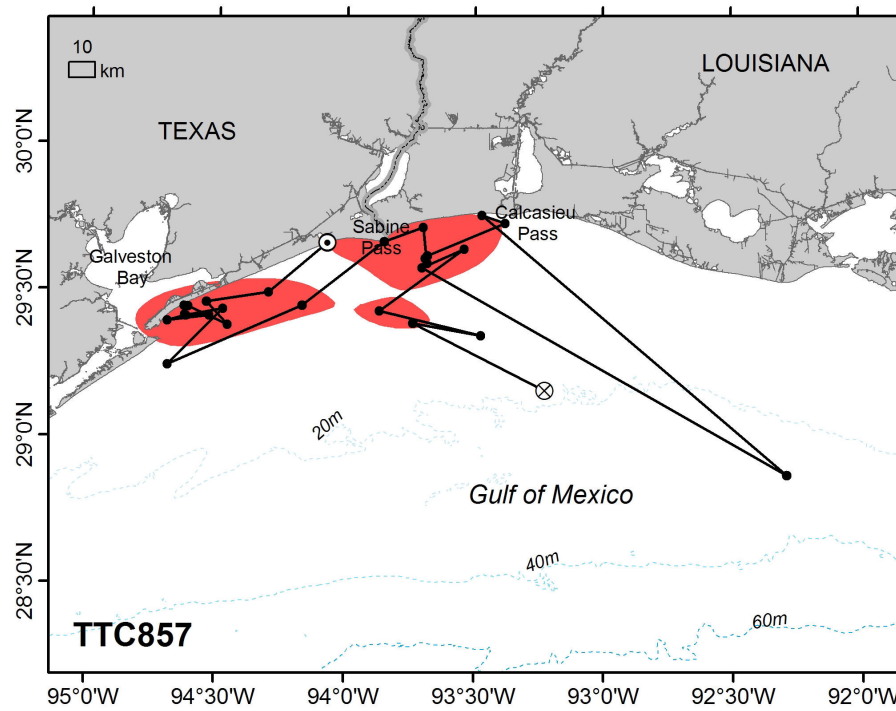 10
km
LOUISIANA
TEXAS
30°0'N
Sabine
Pass
Calcasieu
Pass
Galveston
Bay
29°30'N
20m
29°0'N
Gulf of Mexico
40m
28°30'N
60m
TTC857
95°0'W
94°30'W
94°0'W
93°30'W
93°0'W
92°30'W
92°0'W